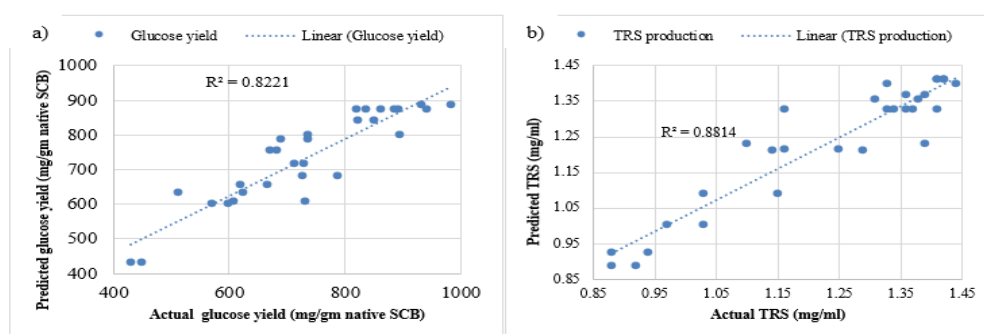 a)
Glucose yield
Linear (Glucose yield)
R² = 0.8221
Predicted glucose yield (mg/gm native SCB)
1000
900
800
700
600
500
400
400 600 800 1000
Actual glucose yield (mg/gm native SCB)
b)
TRS production
Linear (TRS production)
R² = 0.8814
Predicted TRS (mg/ml)
1.45
1.35
1.25
1.15
1.05
0.95
0.85
0.85 0.95 1.05 1.15 1.25 1.35 1.45
Actual TRS (mg/ml)